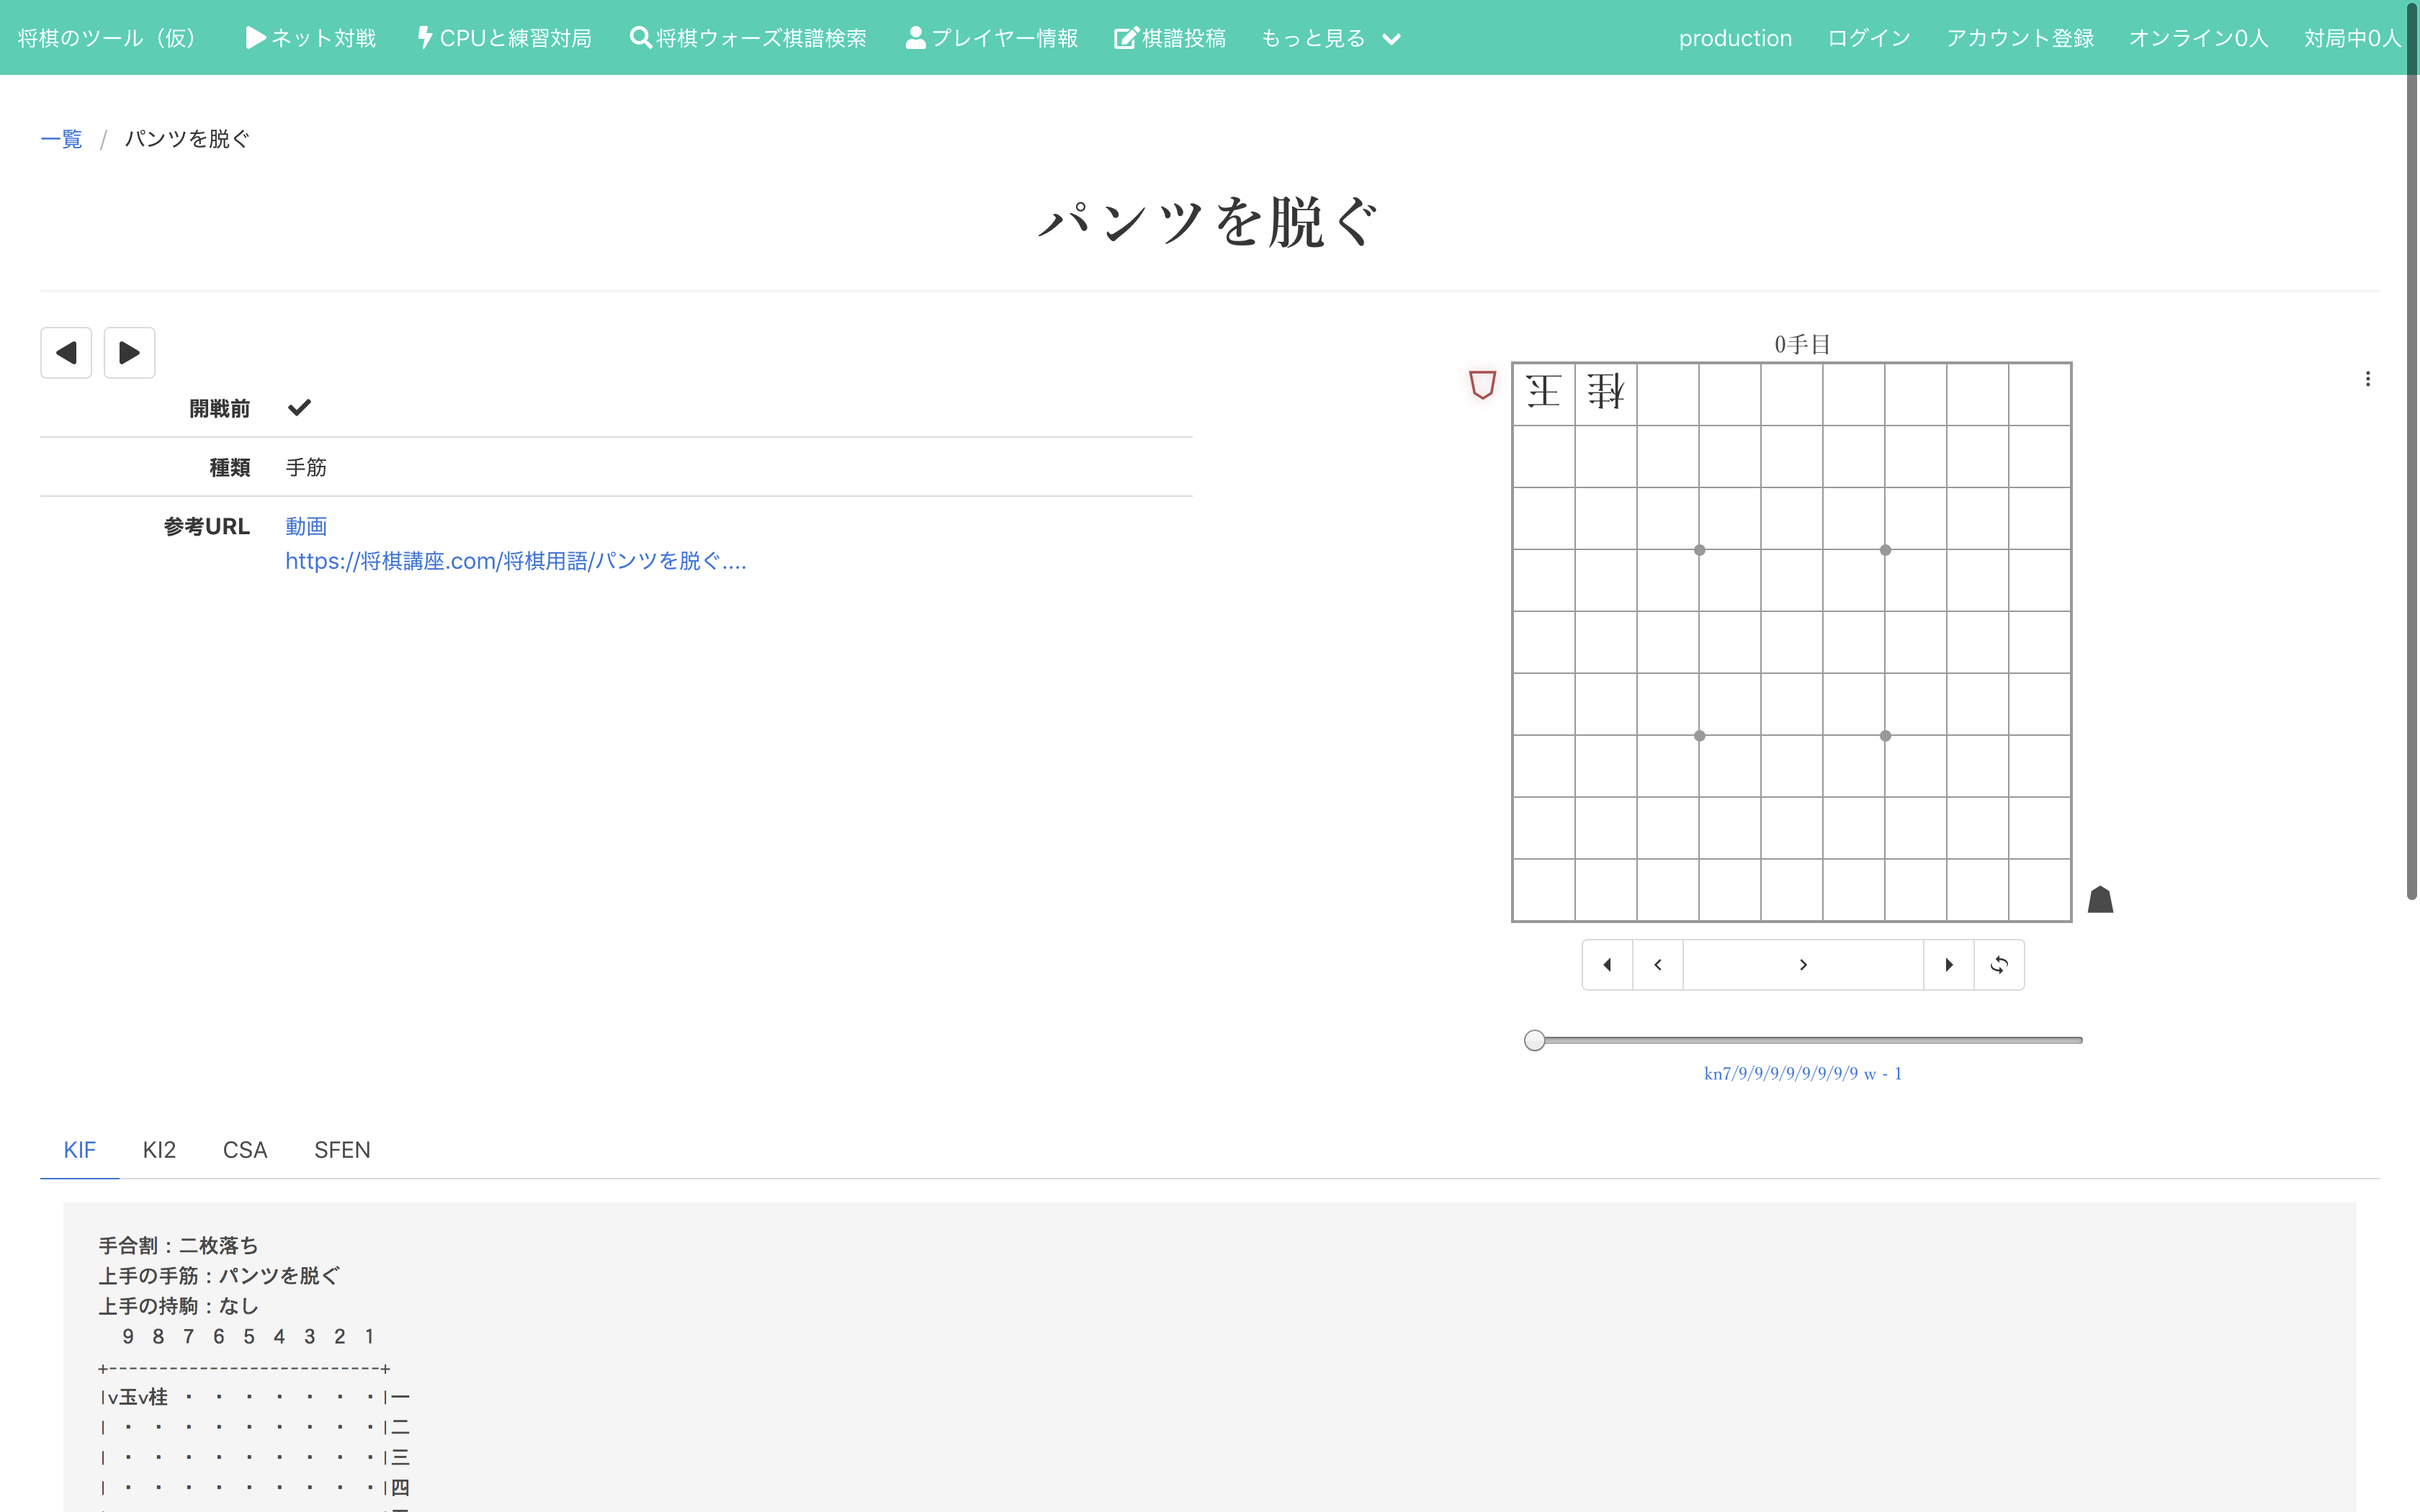 将棋のツール（仮） ネット対戦 CPUと練習対局 将棋ウォーズ棋譜検索 プレイヤー情報 棋譜投稿 もっと見る production ログイン アカウント登録 オンライン0人 対局中0人
一覧 / パンツを脱ぐ
パンツを脱ぐ
開戦前
種類 手筋
参考URL 動画
https://将棋講座.com/将棋用語/パンツを脱ぐ....
0手目
王 桂
kn7/9/9/9/9/9/9/9/9 w - 1
KIF KI2 CSA SFEN
手合割：二枚落ち
上手の手筋：パンツを脱ぐ
上手の持駒：なし
9 8 7 6 5 4 3 2 1
+---------------------------+
|v玉v桂 ・ ・ ・ ・ ・ ・ ・|一
| ・ ・ ・ ・ ・ ・ ・ ・ ・|二
| ・ ・ ・ ・ ・ ・ ・ ・ ・|三
| ・ ・ ・ ・ ・ ・ ・ ・ ・|四